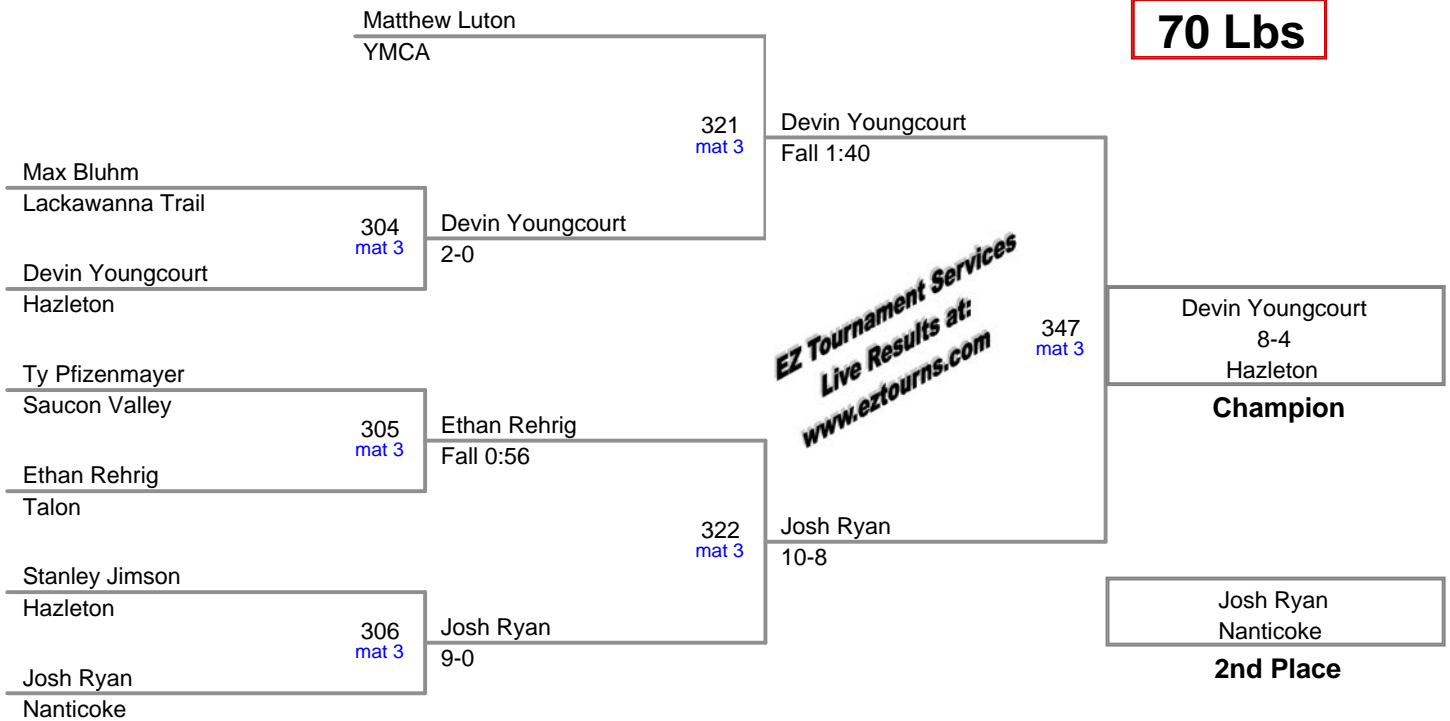 70 Lbs
Matthew Luton
YMCA
321
mat 3
Devin Youngcourt
Fall 1:40
Max Bluhm
Lackawanna Trail
304
mat 3
Devin Youngcourt
2-0
Devin Youngcourt
Hazleton
EZ Tournament Services
Live Results at:
www.eztourns.com
347
mat 3
Devin Youngcourt
8-4
Hazleton
Champion
Ty Pfizenmayer
Saucon Valley
305
mat 3
Ethan Rehrig
Fall 0:56
Ethan Rehrig
Talon
322
mat 3
Josh Ryan
10-8
Stanley Jimson
Hazleton
306
mat 3
Josh Ryan
9-0
Josh Ryan
Nanticoke
Josh Ryan
Nanticoke
2nd Place